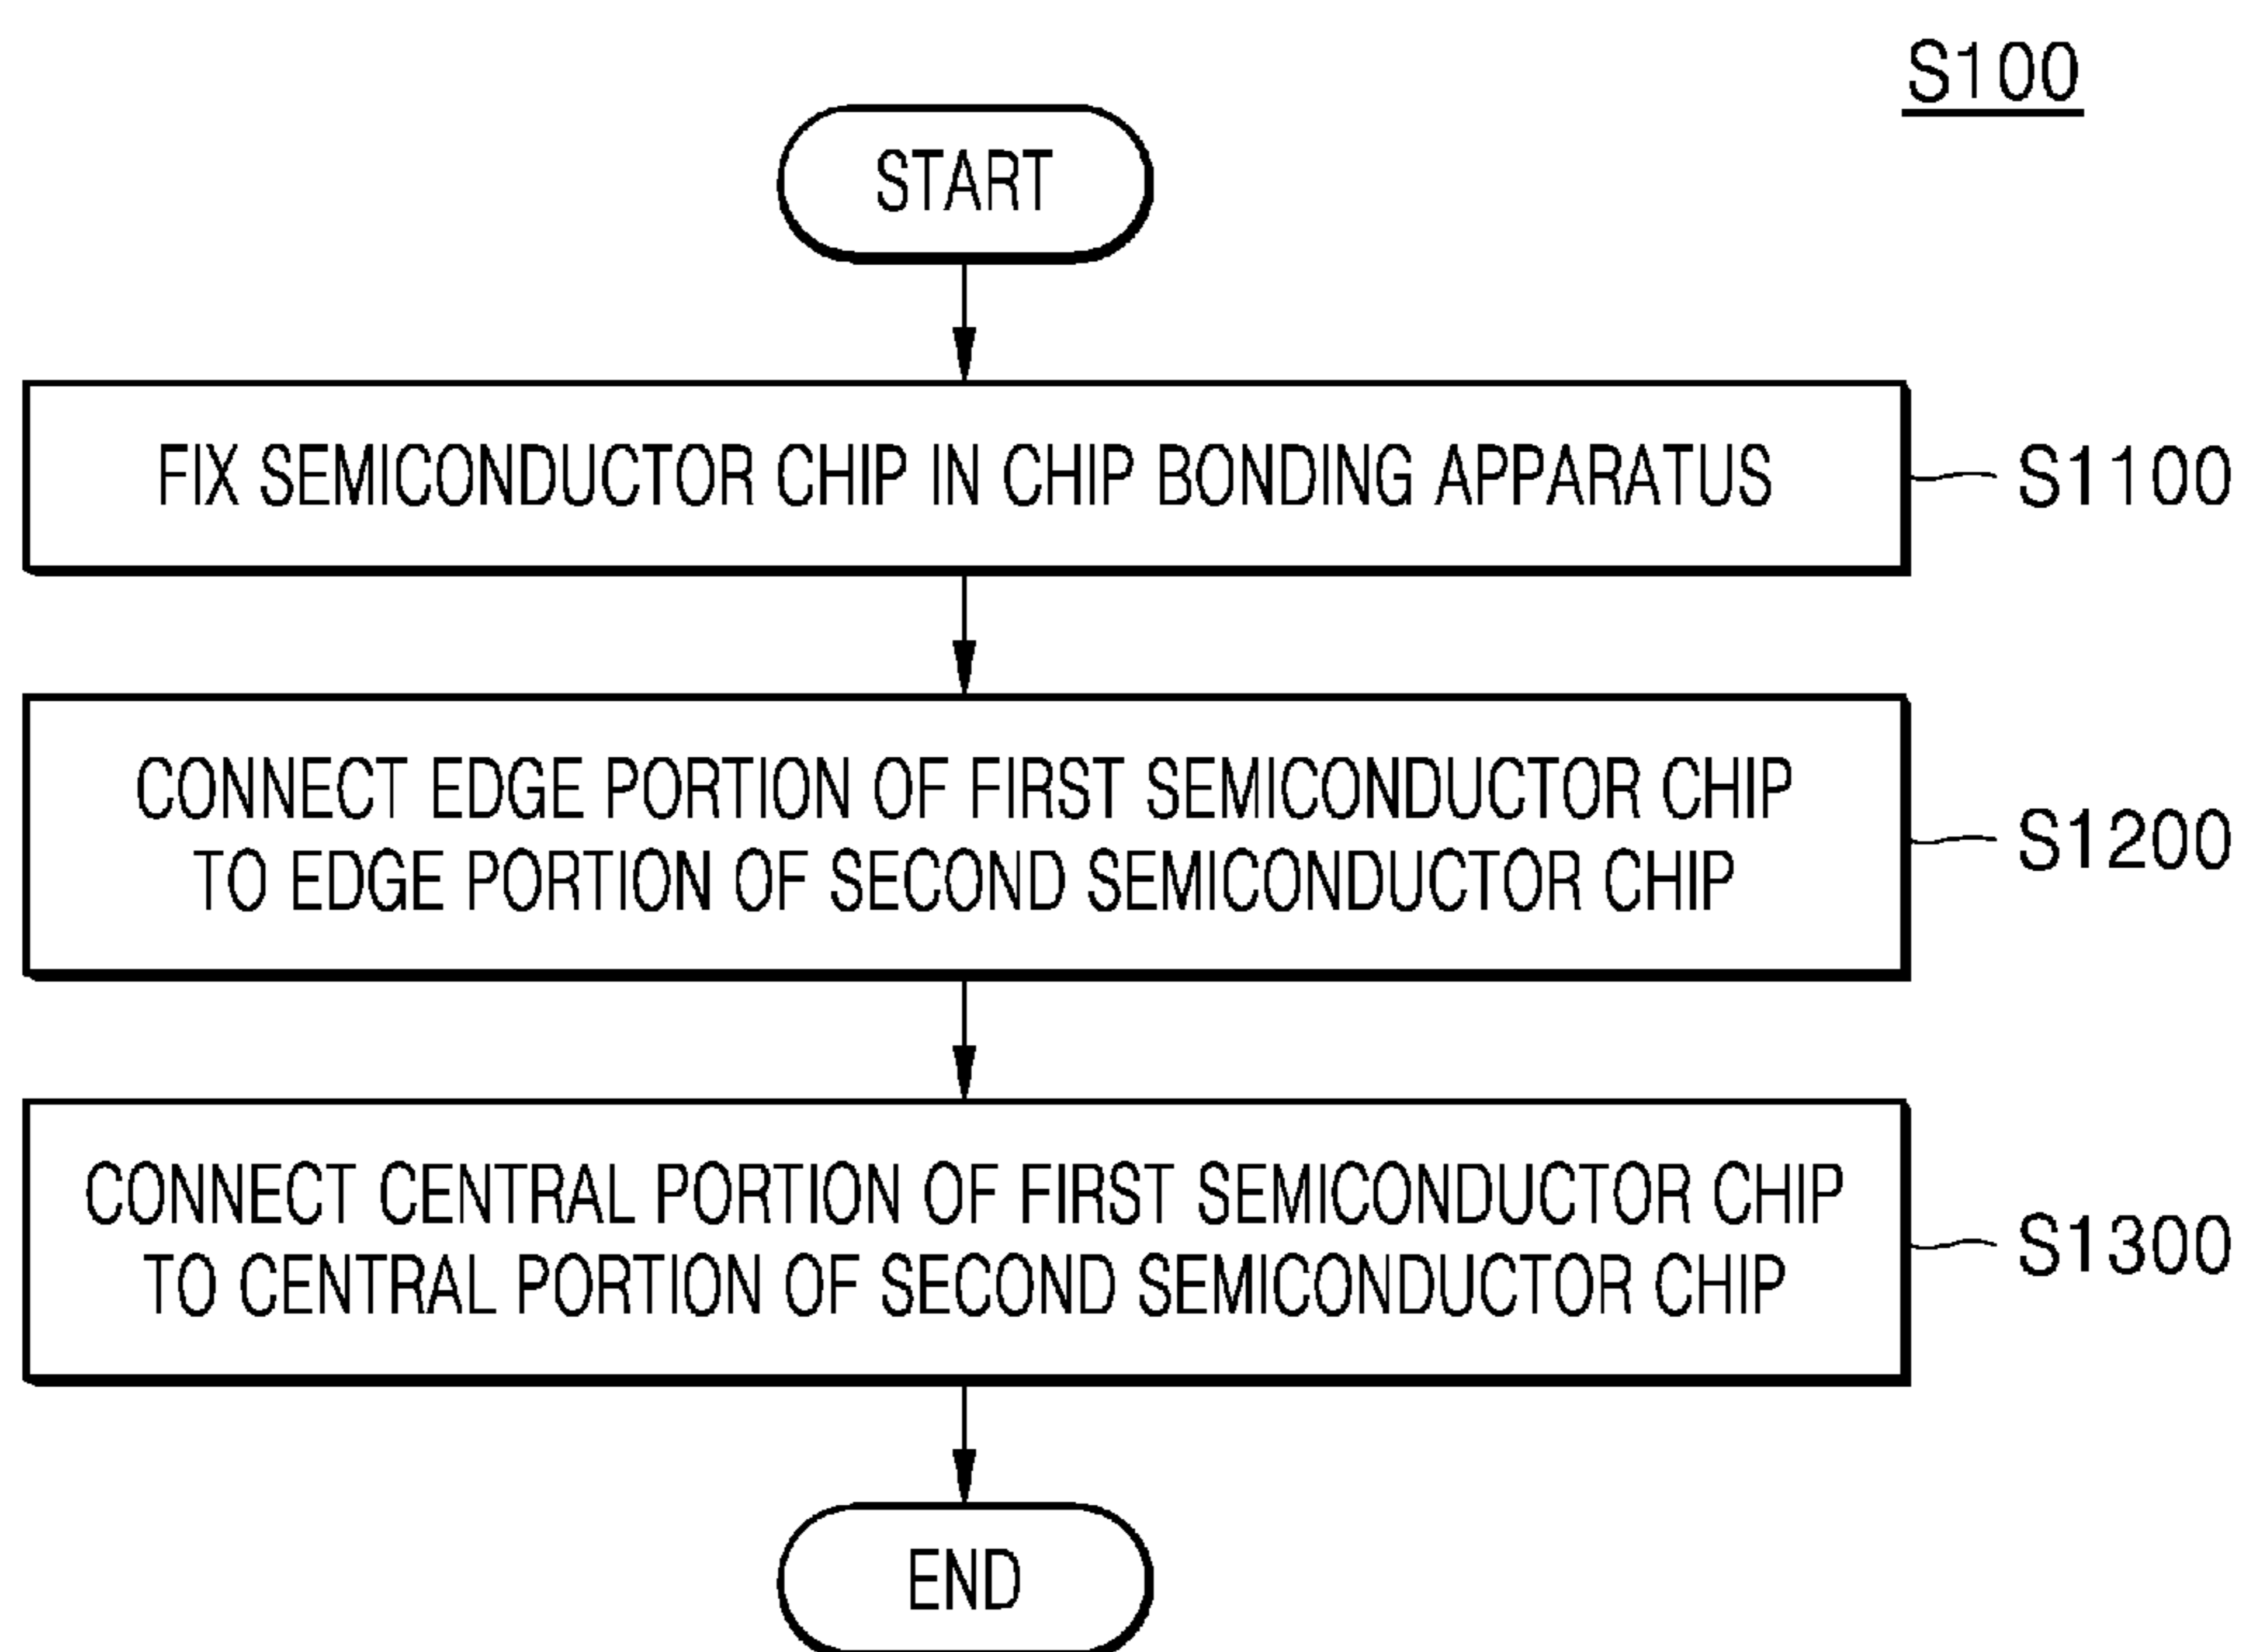 S100
START
FIX SEMICONDUCTOR CHIP IN CHIP BONDING APPARATUS
S1100
CONNECT EDGE PORTION OF FIRST SEMICONDUCTOR CHIP
TO EDGE PORTION OF SECOND SEMICONDUCTOR CHIP
S1200
CONNECT CENTRAL PORTION OF FIRST SEMICONDUCTOR CHIP
TO CENTRAL PORTION OF SECOND SEMICONDUCTOR CHIP
S1300
END